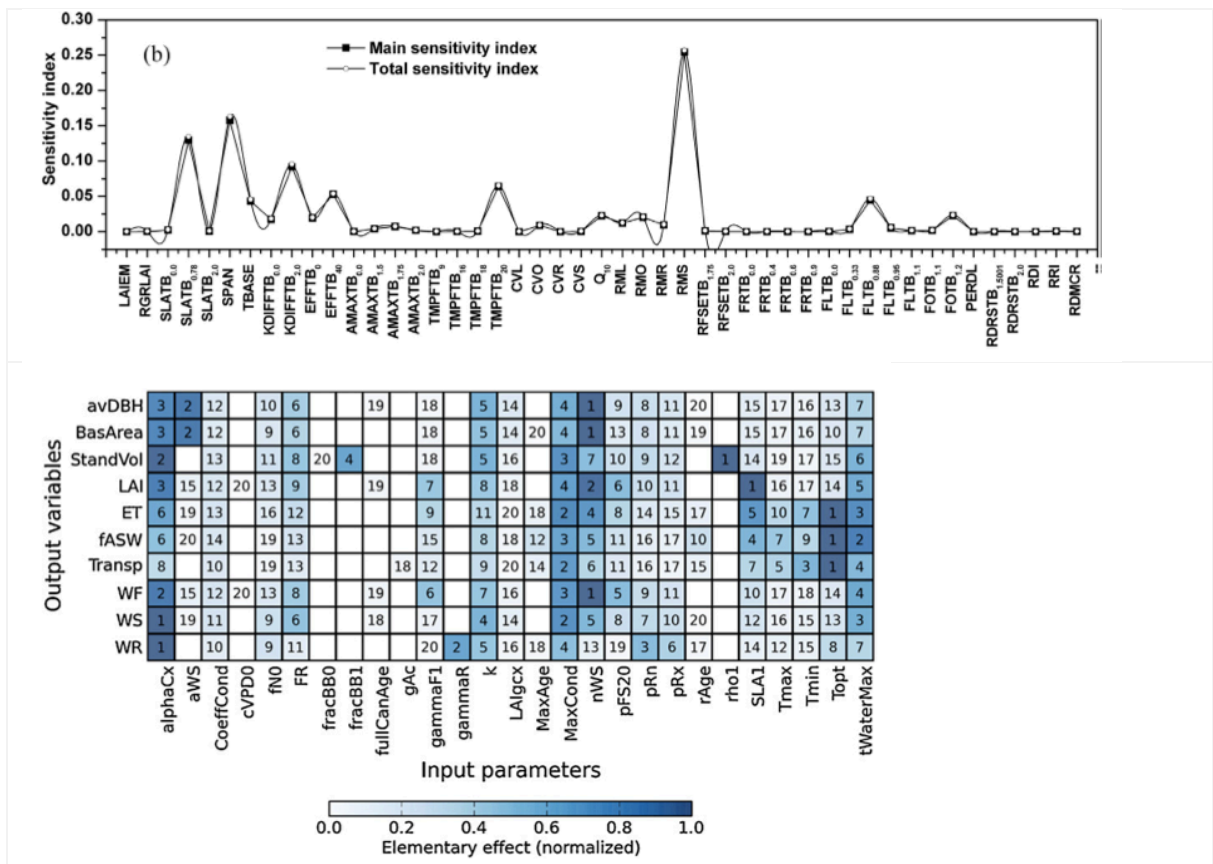 0.30
(b)
Main sensitivity index
Total sensitivity index
0.25
0.20
0.15
0.10
0.05
0.00
Sensitivity index
LAIEM
RGRLAI
SLATB0.0
SLATB0.78
SLATB2.0
SPAN
TBASE
KDIFFTB0.0
KDIFFTB2.0
EFFTB0
EFFTB40
AMAXTB0.0
AMAXTB1.5
AMAXTB1.75
AMAXTB2.0
TMPFTB9
TMPFTB16
TMPFTB18
TMPFTB20
CVL
CVO
CVR
CVS
Q10
RML
RMO
RMR
RMS
RFSETB1.75
RFSETB2.0
FRTB0.0
FRTB0.4
FRTB0.6
FRTB0.9
FLTB0.0
FLTB0.33
FLTB0.88
FLTB0.95
FLTB1.1
FOTB1.1
FOTB1.2
PERDL
RDRSTB1.5001
RDRSTB2.0
RDI
RRI
RDMCR
Output variables
avDBH 3 2 12 10 6 19 18 5 14 4 1 9 8 11 20 15 17 16 13 7
BasArea 3 2 12 9 6 18 5 14 20 4 1 13 8 11 19 15 17 16 10 7
StandVol 2 13 11 8 20 4 18 5 16 3 7 10 9 12 1 14 19 17 15 6
LAI 3 15 12 20 13 9 19 7 8 18 4 2 6 10 11 1 16 17 14 5
ET 6 19 13 16 12 9 11 20 18 2 4 8 14 15 17 5 10 7 1 3
fASW 6 20 14 19 13 15 8 18 12 3 5 11 16 17 10 4 7 9 1 2
Transp 8 10 19 13 18 12 9 20 14 2 6 11 16 17 15 7 5 3 1 4
WF 2 15 12 20 13 8 19 6 7 16 3 1 5 9 11 10 17 18 14 4
WS 1 19 11 9 6 18 17 4 14 2 5 8 7 10 20 12 16 15 13 3
WR 1 10 9 11 20 2 5 16 18 4 13 19 3 6 17 14 12 15 8 7
alphaCx
aWS
CoeffCond
cVPD0
fN0
FR
fracBB0
fracBB1
fullCanAge
gAc
gammaF1
gammaR
k
LAIgcx
MaxAge
MaxCond
nWS
pFS20
pRn
pRx
rAge
rho1
SLA1
Tmax
Tmin
Topt
tWaterMax
Input parameters
0.0 0.2 0.4 0.6 0.8 1.0
Elementary effect (normalized)